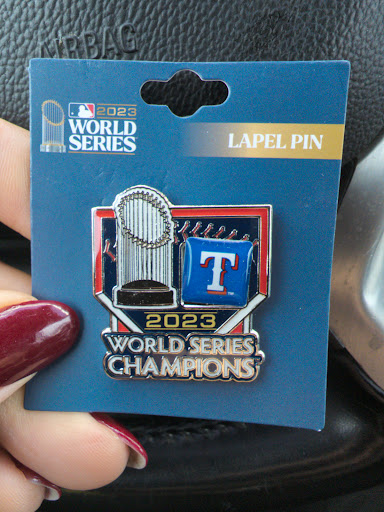 AIRBAG
2023
WORLD
SERIES
LAPEL PIN
T
2023
WORLD SERIES
CHAMPIONS